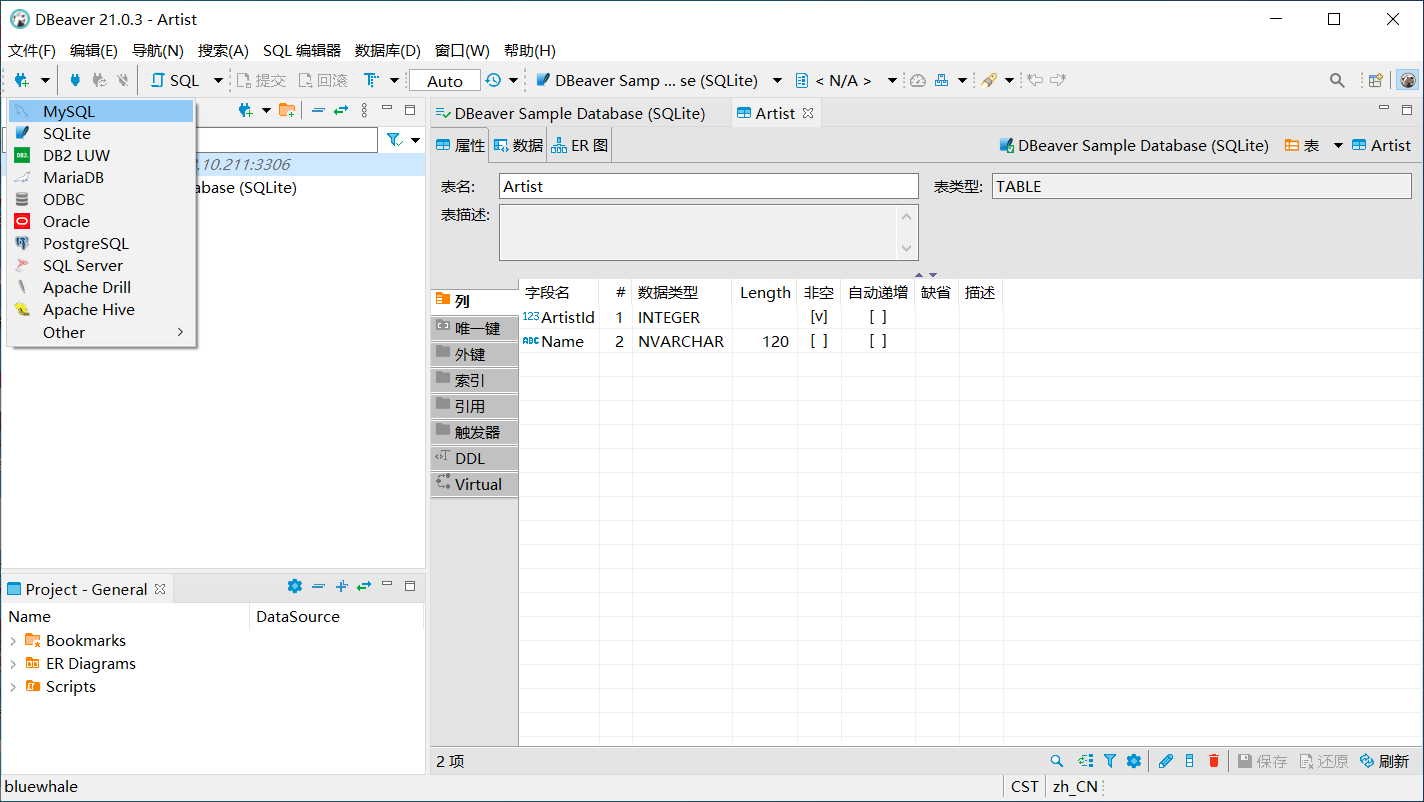 DBeaver 21.0.3 - Artist
文件(F) 编辑(E) 导航(N) 搜索(A) SQL 编辑器 数据库(D) 窗口(W) 帮助(H)
SQL 提交 回滚 Auto DBeaver Samp ... se (SQLite) < N/A >
MySQL
SQLite
DB2 LUW
MariaDB
ODBC
Oracle
PostgreSQL
SQL Server
Apache Drill
Apache Hive
Other
.10.211:3306
abase (SQLite)
DBeaver Sample Database (SQLite) Artist
属性 数据 ER 图 DBeaver Sample Database (SQLite) 表 Artist
表名: Artist 表类型: TABLE
表描述:
列
唯一键
外键
索引
引用
触发器
DDL
Virtual
字段名 # 数据类型 Length 非空 自动递增 缺省 描述
123 ArtistId 1 INTEGER [v] [ ]
ABC Name 2 NVARCHAR 120 [ ] [ ]
Project - General
Name DataSource
Bookmarks
ER Diagrams
Scripts
2 项 保存 还原 刷新
bluewhale CST zh_CN